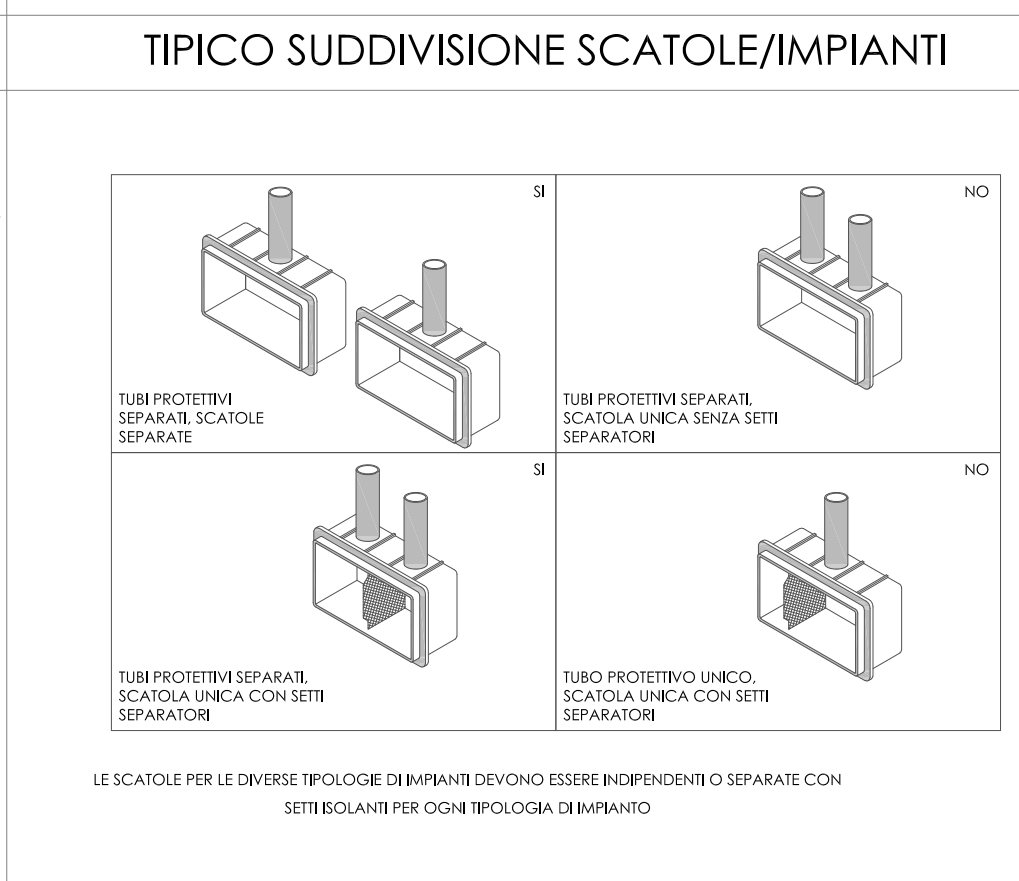 TIPICO SUDDIVISIONE SCATOLE/IMPIANTI
SI
TUBI PROTETTIVI
SEPARATI, SCATOLE
SEPARATE
NO
TUBI PROTETTIVI SEPARATI,
SCATOLA UNICA SENZA SETTI
SEPARATORI
SI
TUBI PROTETTIVI SEPARATI,
SCATOLA UNICA CON SETTI
SEPARATORI
NO
TUBO PROTETTIVO UNICO,
SCATOLA UNICA CON SETTI
SEPARATORI
LE SCATOLE PER LE DIVERSE TIPOLOGIE DI IMPIANTI DEVONO ESSERE INDIPENDENTI O SEPARATE CON
SETTI ISOLANTI PER OGNI TIPOLOGIA DI IMPIANTO